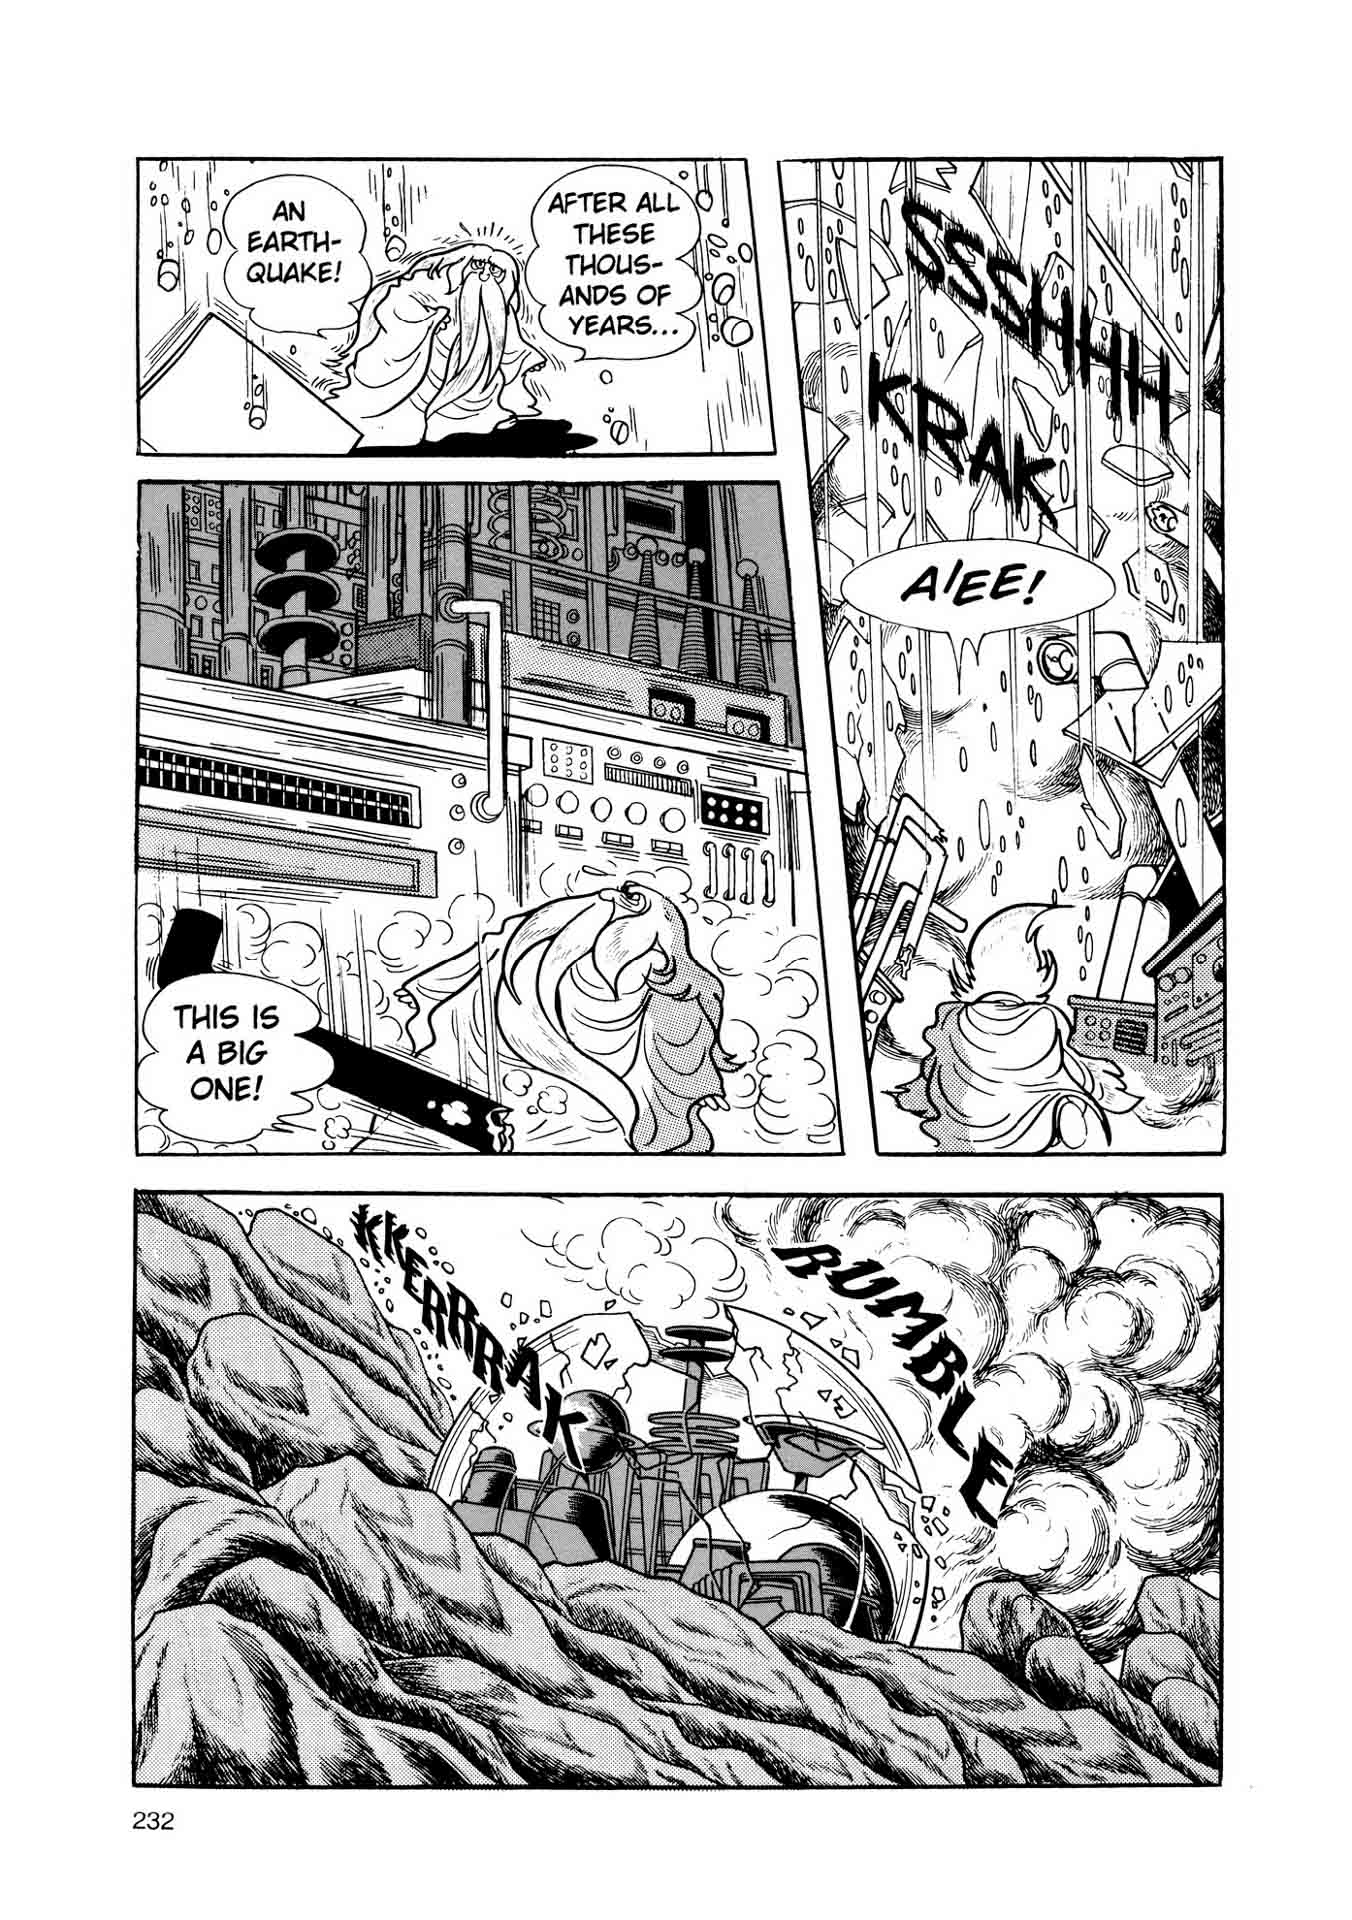 AN
EARTH-
QUAKE!
AFTER ALL
THESE
THOUS-
ANDS OF
YEARS...
THIS IS
A BIG
ONE!
SSSHHH
KRAK
AIEE!
KKERRRAK
RUMBLE
232